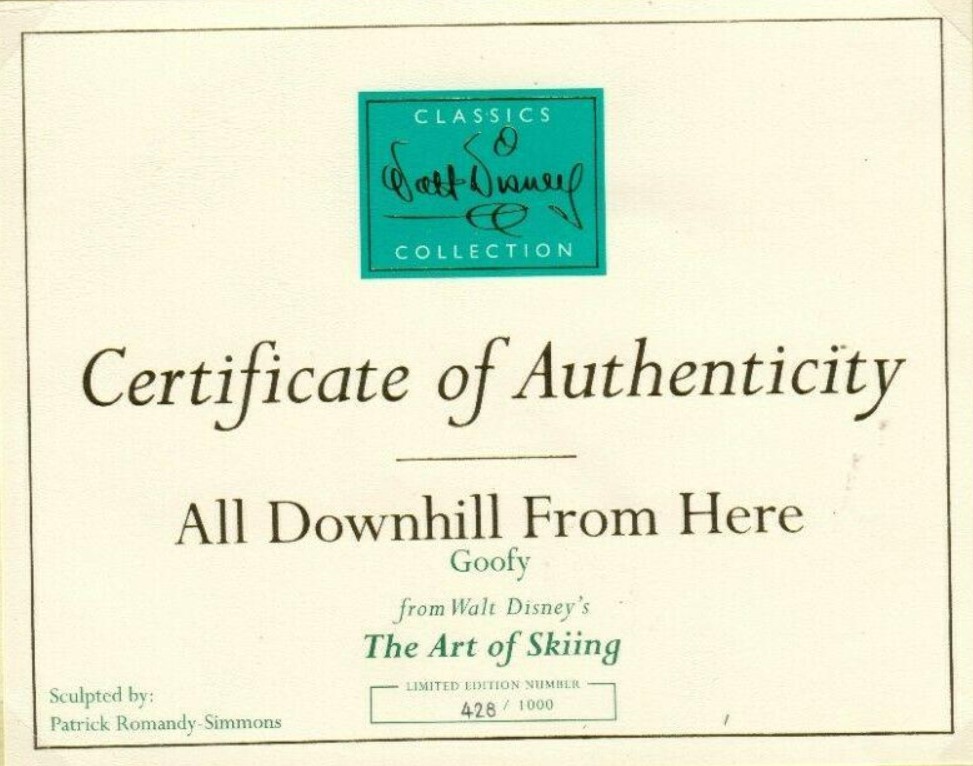 CLASSICS
Walt Disney
COLLECTION
Certificate of Authenticity
All Downhill From Here
Goofy
from Walt Disney's
The Art of Skiing
LIMITED EDITION NUMBER
428 / 1000
Sculpted by:
Patrick Romandy-Simmons